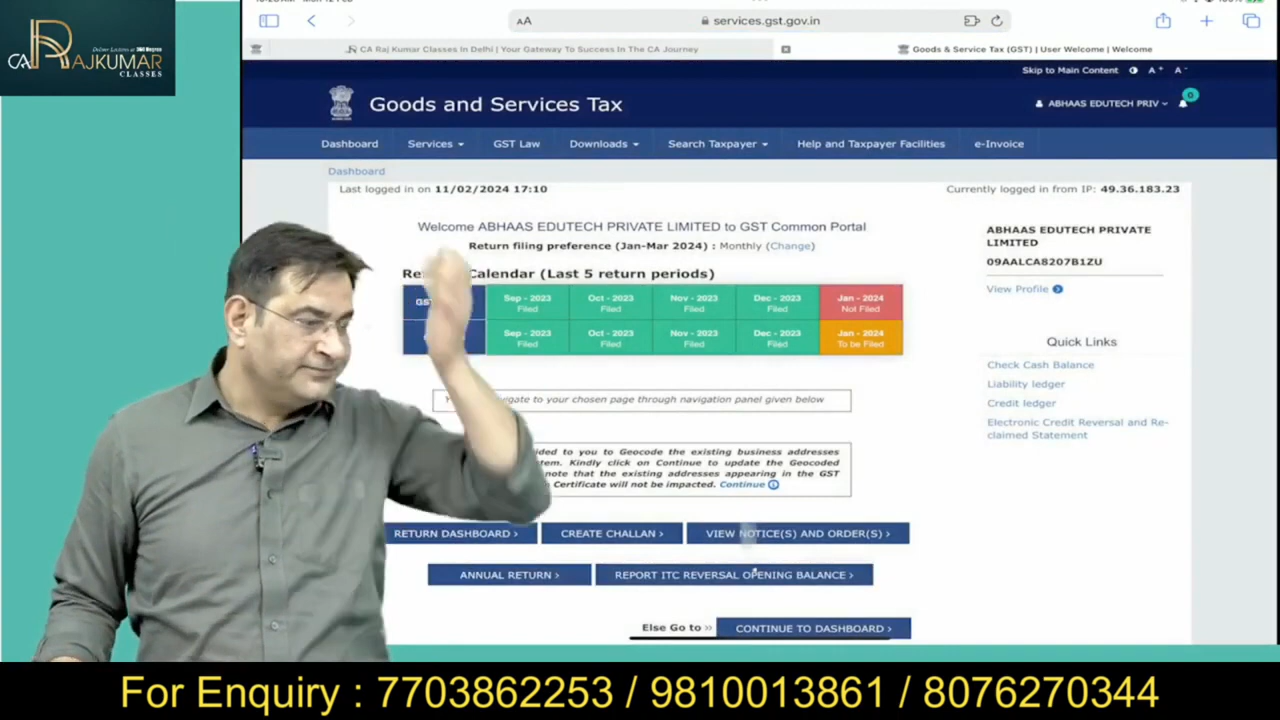 Deliver Lectures at 360 Degree
CA RAJKUMAR
CLASSES
AA
services.gst.gov.in
CA Raj Kumar Classes In Delhi | Your Gateway To Success In The CA Journey
Goods & Service Tax (GST) | User Welcome | Welcome
Skip to Main Content A+ A-
Goods and Services Tax
ABHAAS EDUTECH PRIV
0
Dashboard Services GST Law Downloads Search Taxpayer Help and Taxpayer Facilities e-Invoice
Dashboard
Last logged in on 11/02/2024 17:10
Currently logged in from IP: 49.36.183.23
Welcome ABHAAS EDUTECH PRIVATE LIMITED to GST Common Portal
Return filing preference (Jan-Mar 2024) : Monthly (Change)
Calendar (Last 5 return periods)
Sep - 2023 Oct - 2023 Nov - 2023 Dec - 2023 Jan - 2024
Filed Filed Filed Filed Not Filed
Sep - 2023 Oct - 2023 Nov - 2023 Dec - 2023 Jan - 2024
Filed Filed Filed Filed To be Filed
navigate to your chosen page through navigation panel given below
to you to Geocode the existing business addresses
Kindly click on Continue to update the Geocoded
note that the existing addresses appearing in the GST
Certificate will not be impacted. Continue
RETURN DASHBOARD > CREATE CHALLAN > VIEW NOTICE(S) AND ORDER(S) >
ANNUAL RETURN > REPORT ITC REVERSAL OPENING BALANCE >
Else Go to » CONTINUE TO DASHBOARD >
ABHAAS EDUTECH PRIVATE
LIMITED
09AALCA8207B1ZU
View Profile
Quick Links
Check Cash Balance
Liability ledger
Credit ledger
Electronic Credit Reversal and Re-
claimed Statement
For Enquiry : 7703862253 / 9810013861 / 8076270344